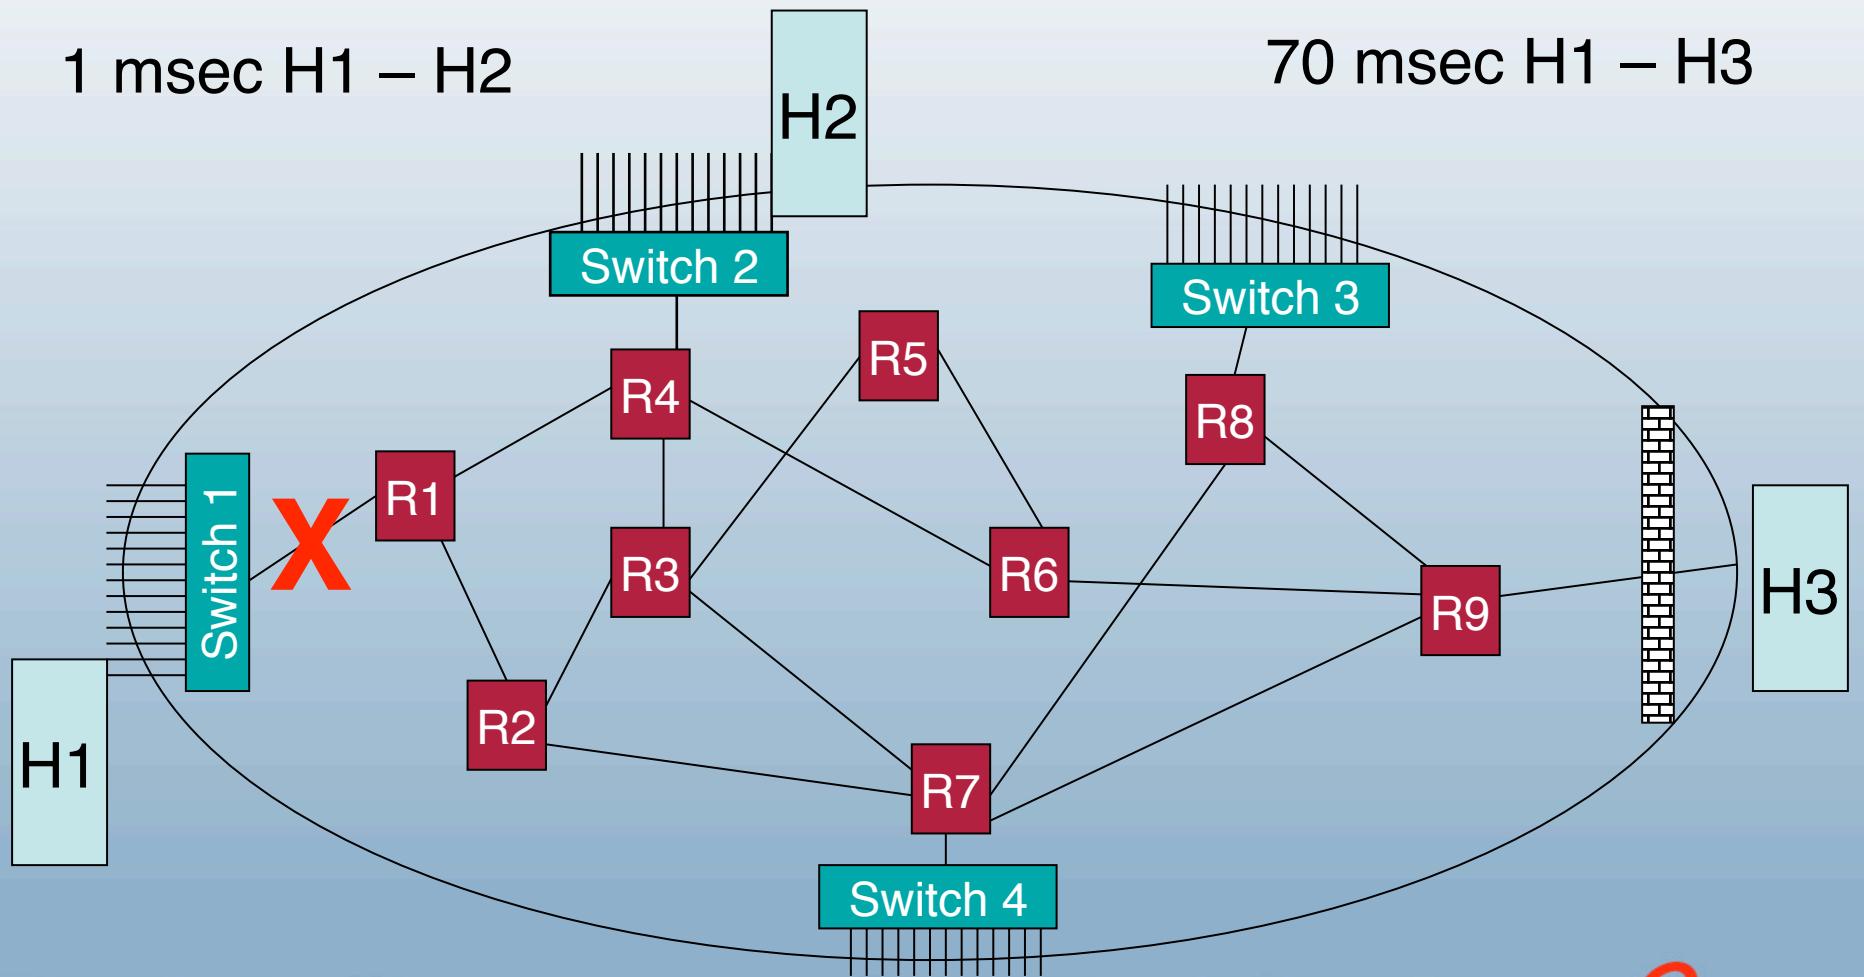 1 msec H1 – H2
70 msec H1 – H3
H2
Switch 2
Switch 3
R5
R4
R8
R1
Switch 1
X
R3
R6
R9
H3
R2
H1
R7
Switch 4